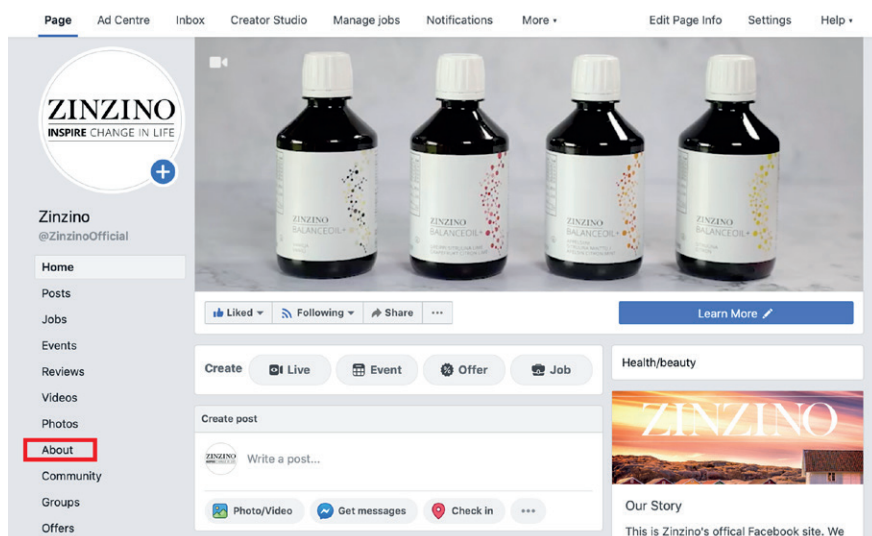 Page Ad Centre Inbox Creator Studio Manage jobs Notifications More Edit Page Info Settings Help
ZINZINO
INSPIRE CHANGE IN LIFE
Zinzino
@ZinzinoOfficial
Home
Posts
Jobs
Events
Reviews
Videos
Photos
About
Community
Groups
Offers
ZINZINO
BALANCEOIL+
ZINZINO
BALANCEOIL+
ZINZINO
BALANCEOIL+
ZINZINO
BALANCEOIL+
Liked Following Share ...
Learn More
Create Live Event Offer Job
Create post
ZINZINO
Write a post...
Photo/Video Get messages Check in ...
Health/beauty
ZINZINO
Our Story
This is Zinzino's offical Facebook site. We